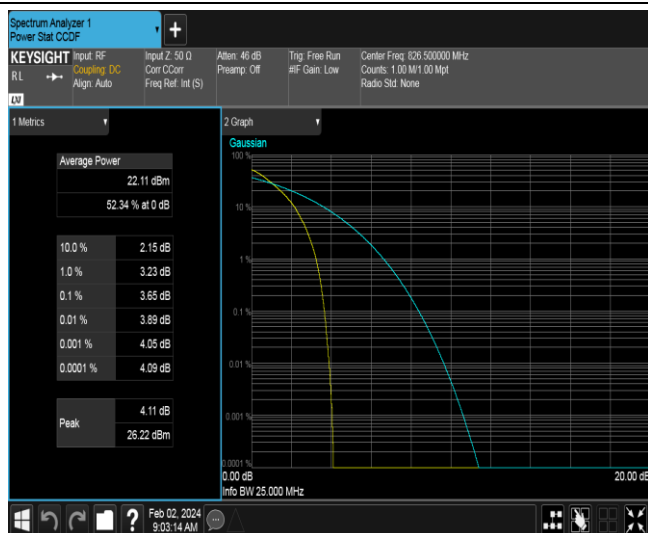 Spectrum Analyzer 1
Power Stat CCDF
+
KEYSIGHT
RL
LXI
Input: RF
Coupling: DC
Align: Auto
Input Z: 50 Ω
Corr CCorr
Freq Ref: Int (S)
Atten: 46 dB
Preamp: Off
Trig: Free Run
#IF Gain: Low
Center Freq: 826.500000 MHz
Counts: 1.00 M/1.00 Mpt
Radio Std: None
1 Metrics
Average Power
22.11 dBm
52.34 % at 0 dB
10.0 % 2.15 dB
1.0 % 3.23 dB
0.1 % 3.65 dB
0.01 % 3.89 dB
0.001 % 4.05 dB
0.0001 % 4.09 dB
Peak
4.11 dB
26.22 dBm
2 Graph
Gaussian
100 %
10 %
1 %
0.1 %
0.01 %
0.001 %
0.0001 %
0.00 dB 20.00 dB
Info BW 25.000 MHz
?
Feb 02, 2024
9:03:14 AM